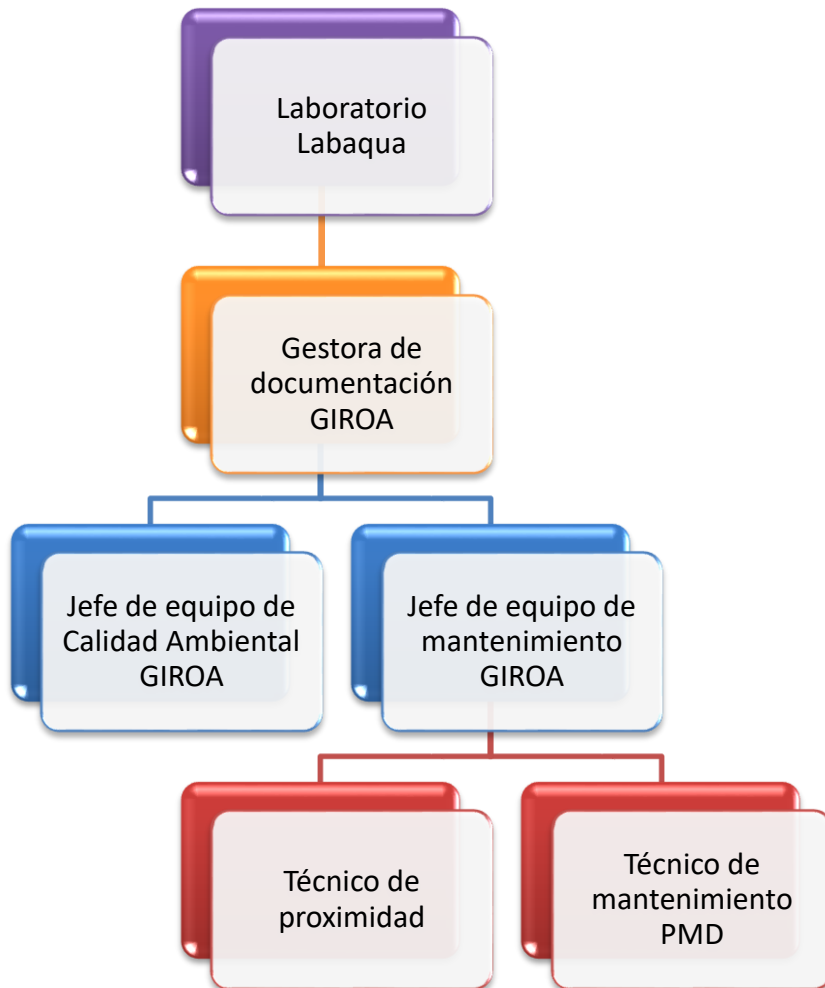 Laboratorio
Labaqua
Gestora de
documentación
GIROA
Jefe de equipo de
Calidad Ambiental
GIROA
Jefe de equipo de
mantenimiento
GIROA
Técnico de
proximidad
Técnico de
mantenimiento
PMD